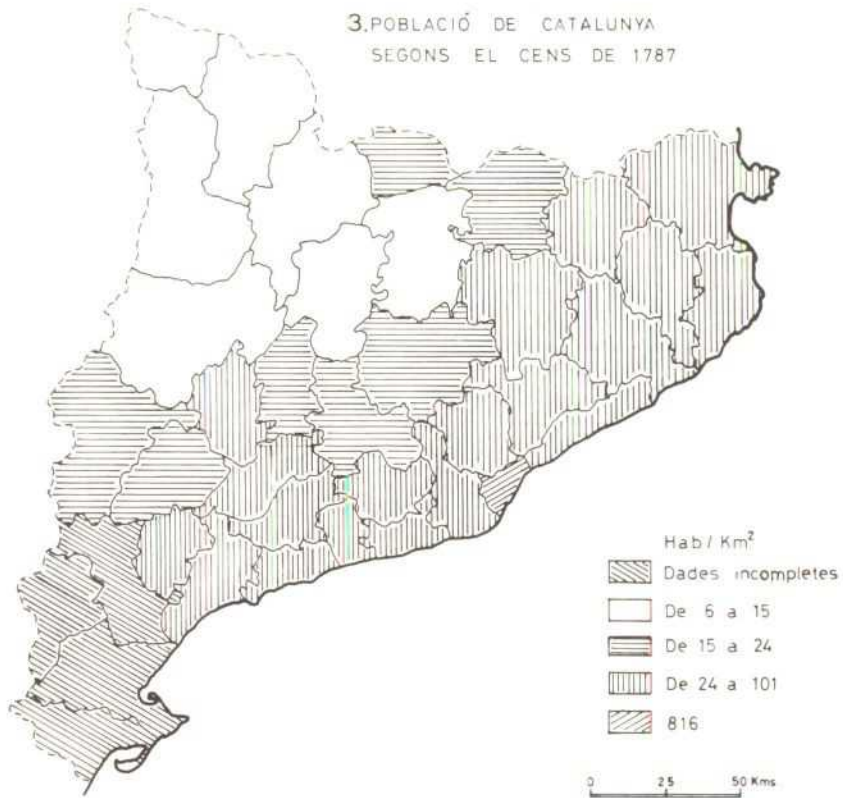 3. POBLACIÓ DE CATALUNYA
SEGONS EL CENS DE 1787
Hab / Km²
Dades incompletes
De 6 a 15
De 15 a 24
De 24 a 101
816
0 25 50 Kms